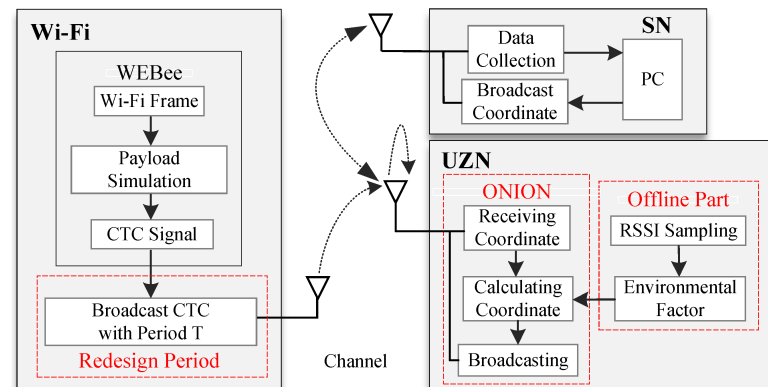 Wi-Fi
WEBee
Wi-Fi Frame
Payload
Simulation
CTC Signal
Broadcast CTC
with Period T
Redesign Period
Channel
SN
Data
Collection
Broadcast
Coordinate
PC
UZN
ONION
Receiving
Coordinate
Calculating
Coordinate
Broadcasting
Offline Part
RSSI Sampling
Environmental
Factor